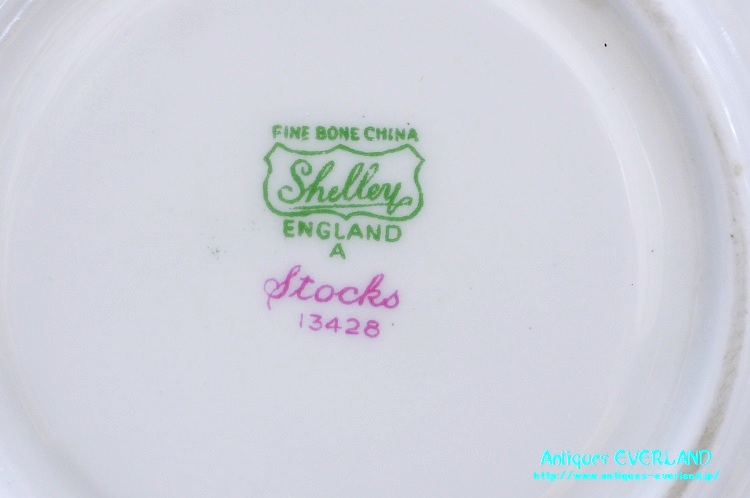 FINE BONE CHINA
Shelley
ENGLAND
A
Stocks
13428
Antiques EVERLAND
http://www.antiques-everland.jp/